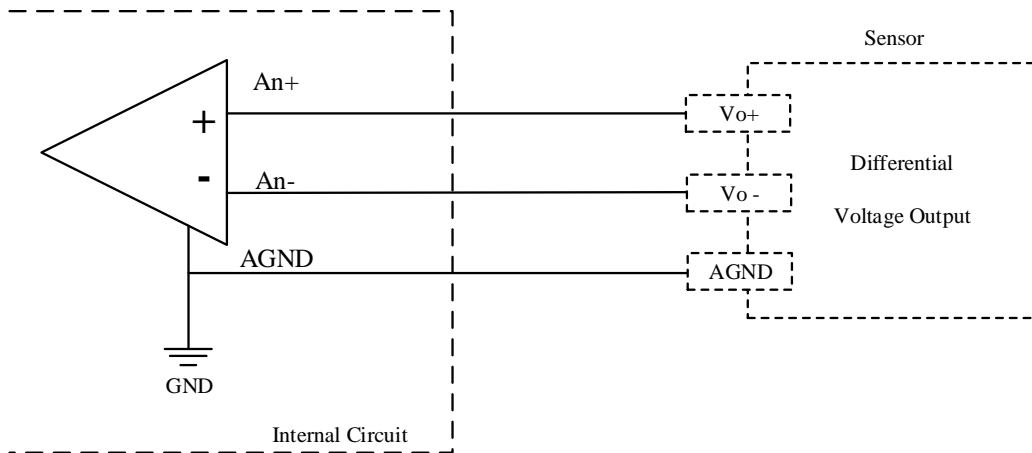 Sensor
An+
+
Vo+
Differential
-
An-
Vo -
Voltage Output
AGND
AGND
GND
Internal Circuit